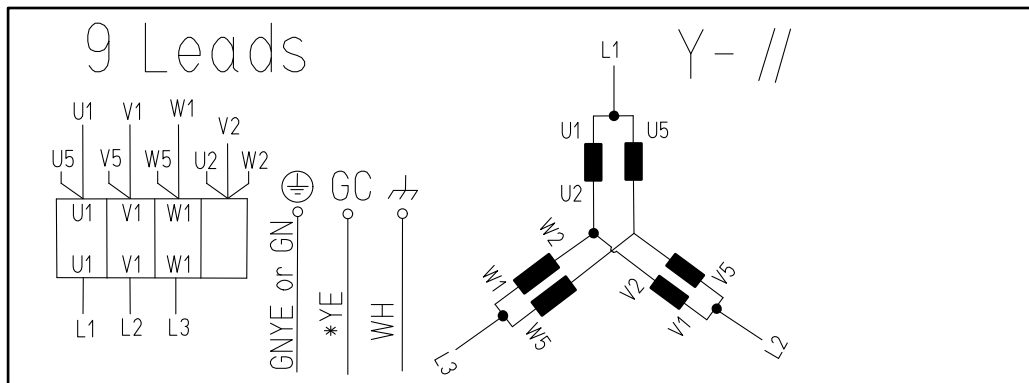 9 Leads
Y - //
U1 V1 W1 V2
U5 V5 W5 U2 W2
U1 V1 W1
U1 V1 W1
L1 L2 L3
GC
GNYE or GN
*YE
WH
L1
U1 U5
U2
W2
W1
W5
L3
V2
V5
V1
L2